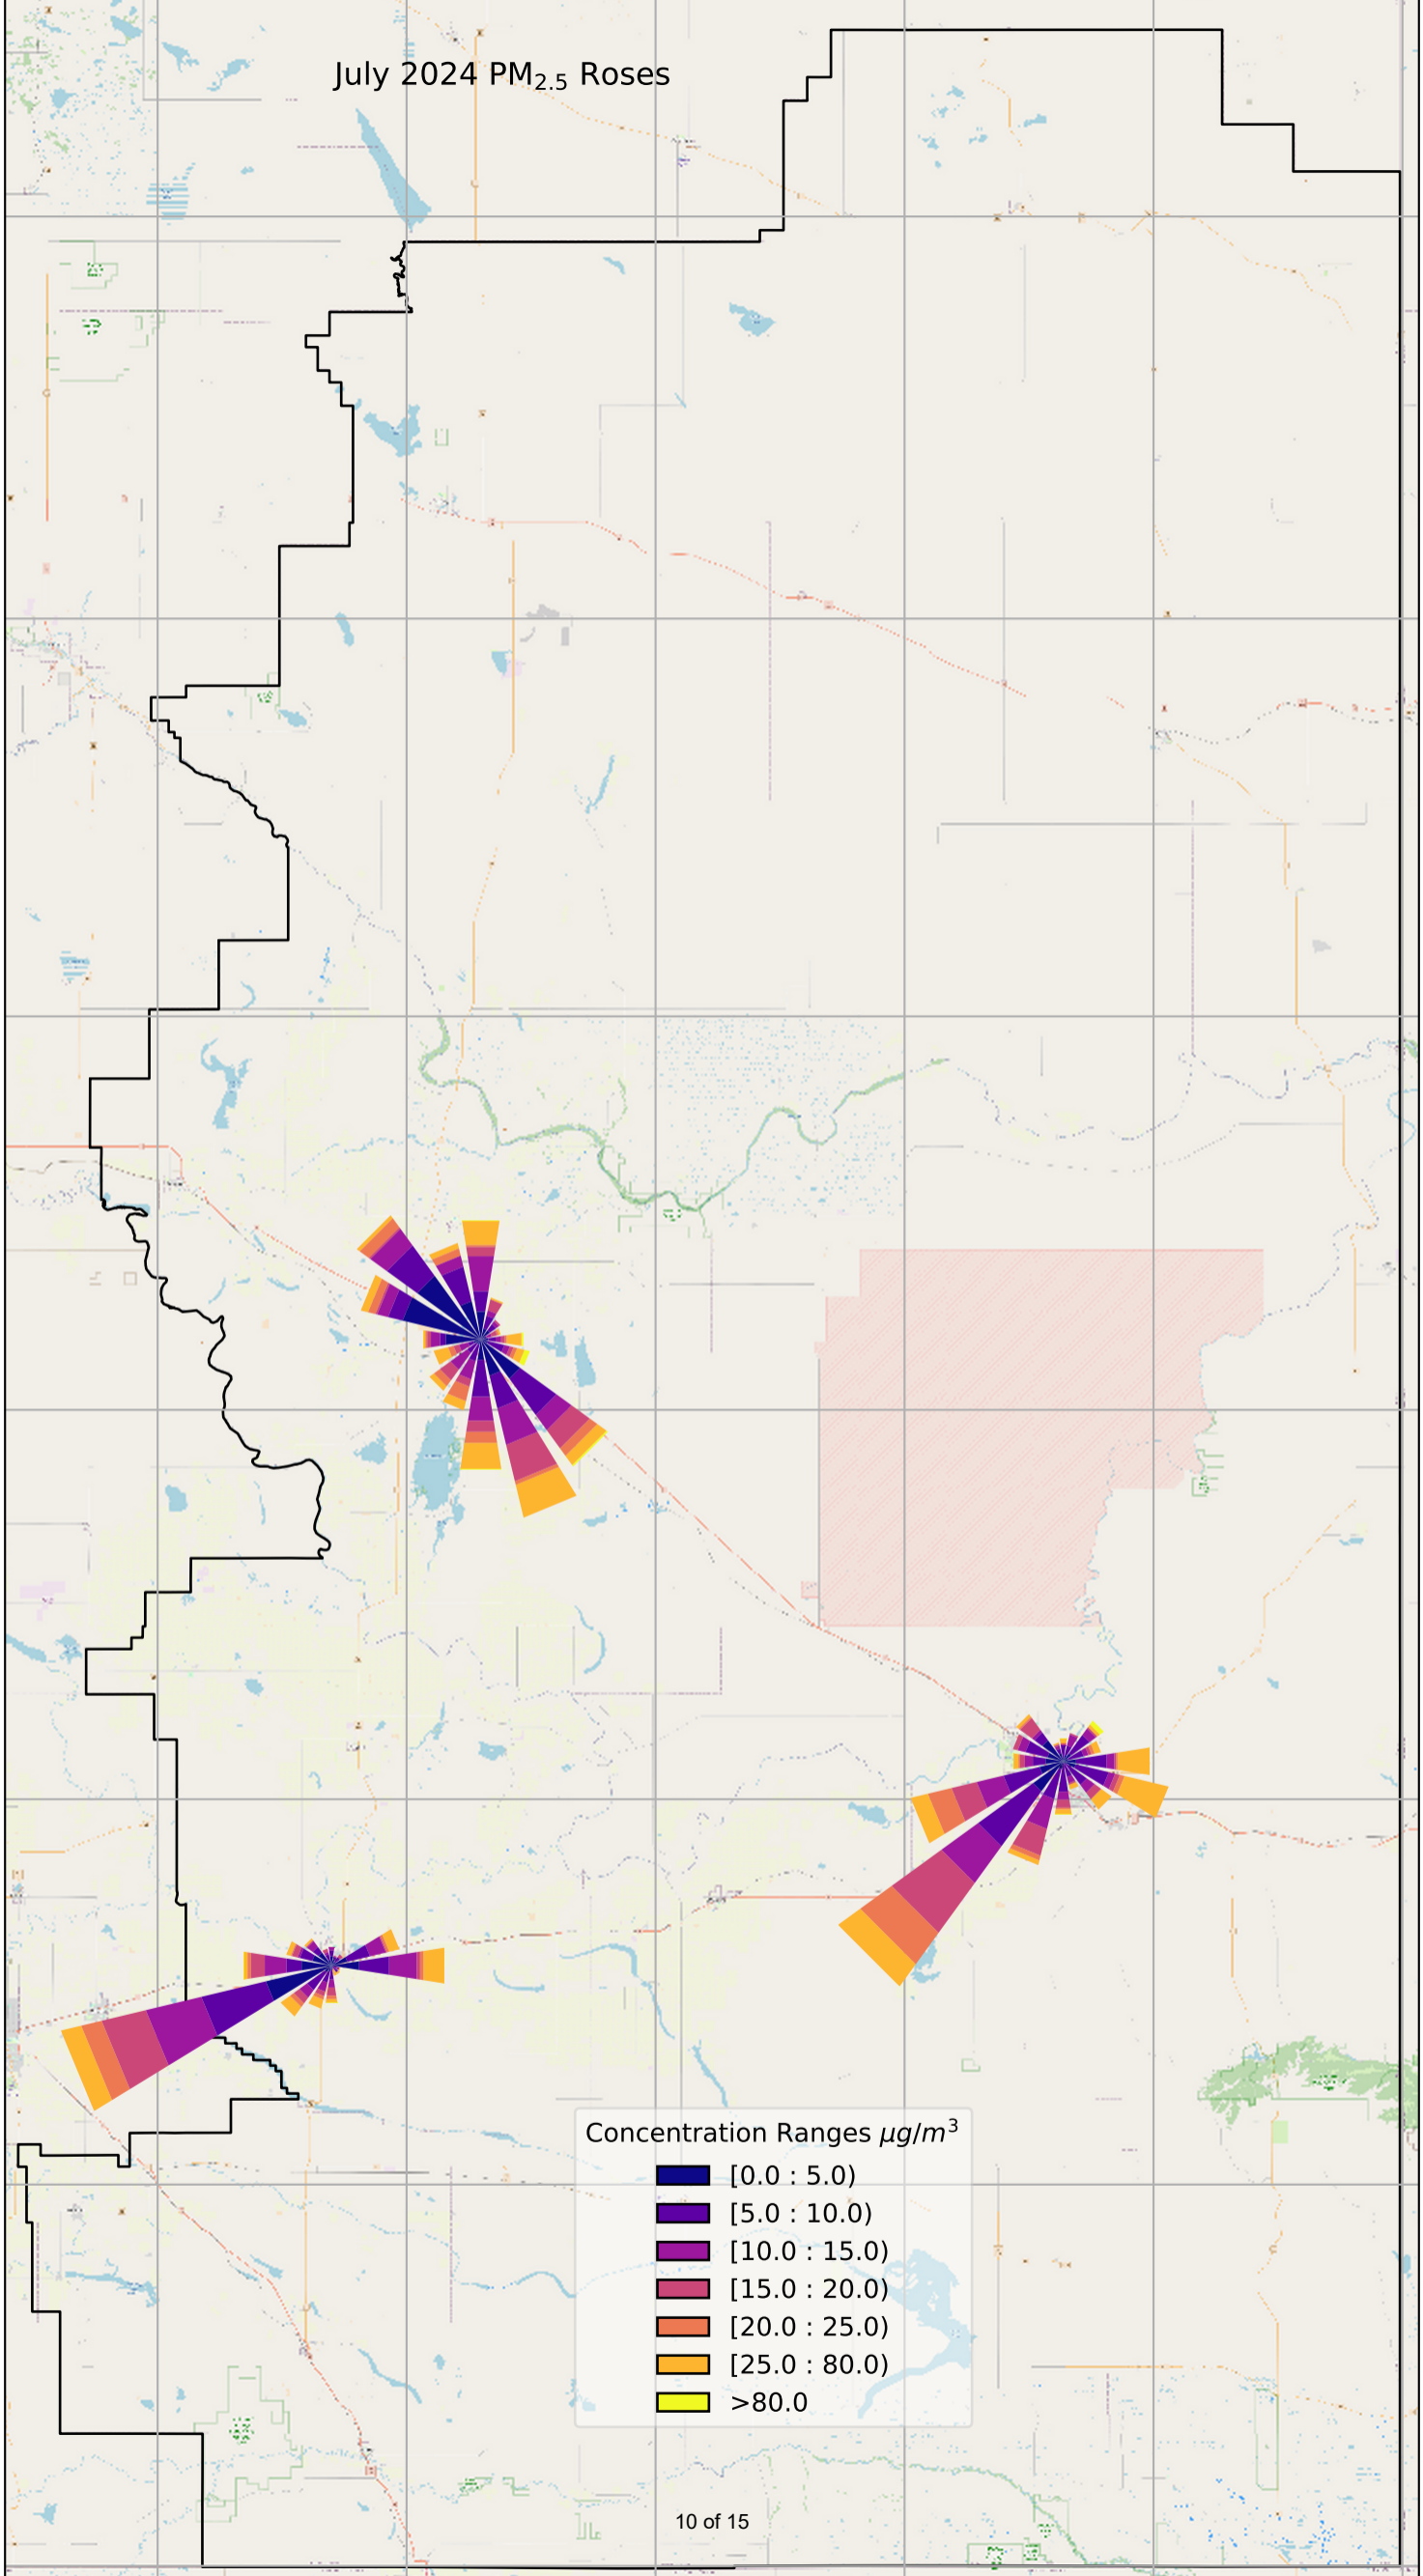 July 2024 PM₂.₅ Roses
Concentration Ranges μg/m³
[0.0 : 5.0)
[5.0 : 10.0)
[10.0 : 15.0)
[15.0 : 20.0)
[20.0 : 25.0)
[25.0 : 80.0)
>80.0
10 of 15